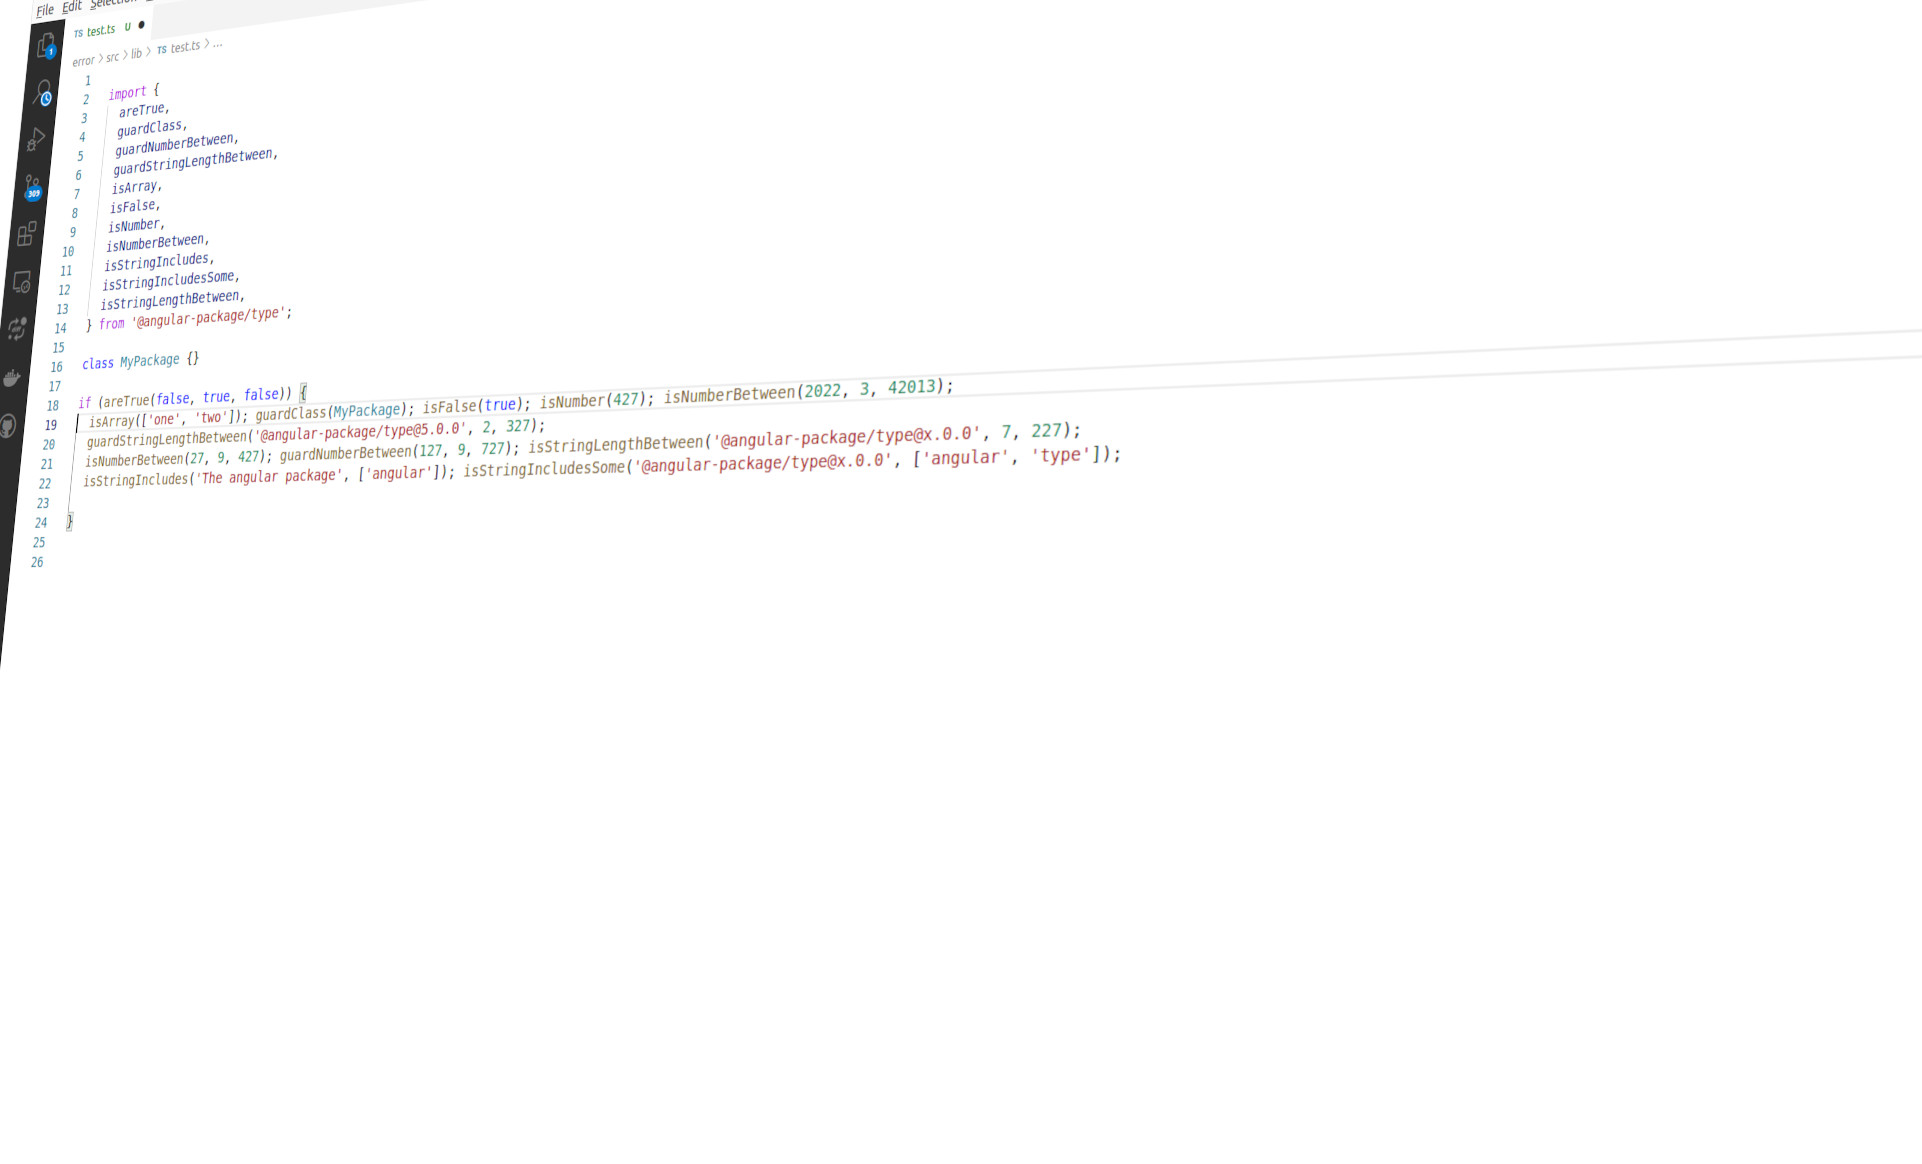 File Edit Selection
TS test.ts U
error > src > lib > TS test.ts > ...
1
2 import {
3 areTrue,
4 guardClass,
5 guardNumberBetween,
6 guardStringLengthBetween,
7 isArray,
8 isFalse,
9 isNumber,
10 isNumberBetween,
11 isStringIncludes,
12 isStringIncludesSome,
13 isStringLengthBetween,
14 } from '@angular-package/type';
15
16 class MyPackage {}
17
18 if (areTrue(false, true, false)) {
19 isArray(['one', 'two']); guardClass(MyPackage); isFalse(true); isNumber(427); isNumberBetween(2022, 3, 42013);
20 guardStringLengthBetween('@angular-package/type@5.0.0', 2, 327);
21 isNumberBetween(27, 9, 427); guardNumberBetween(127, 9, 727); isStringLengthBetween('@angular-package/type@x.0.0', 7, 227);
22 isStringIncludes('The angular package', ['angular']); isStringIncludesSome('@angular-package/type@x.0.0', ['angular', 'type']);
23
24 }
25
26
1
309